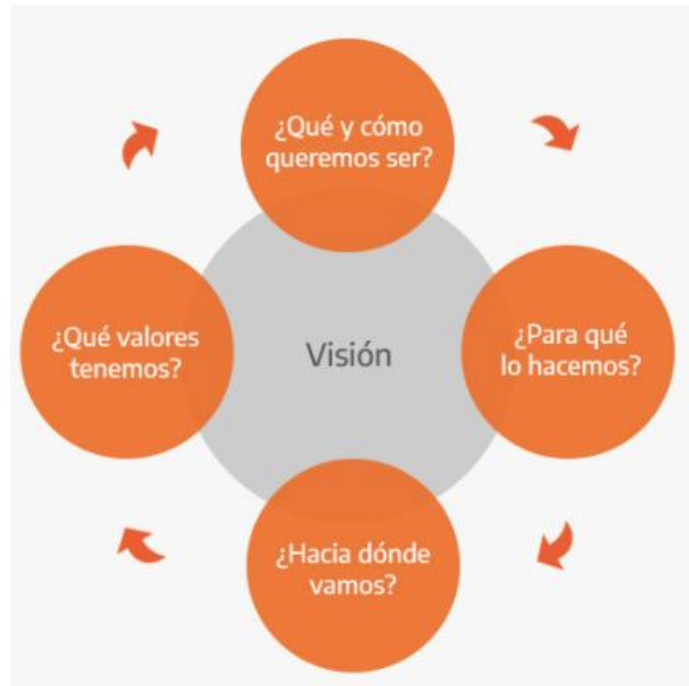 ¿Qué y cómo
queremos ser?
¿Qué valores
tenemos?
Visión
¿Para qué
lo hacemos?
¿Hacia dónde
vamos?